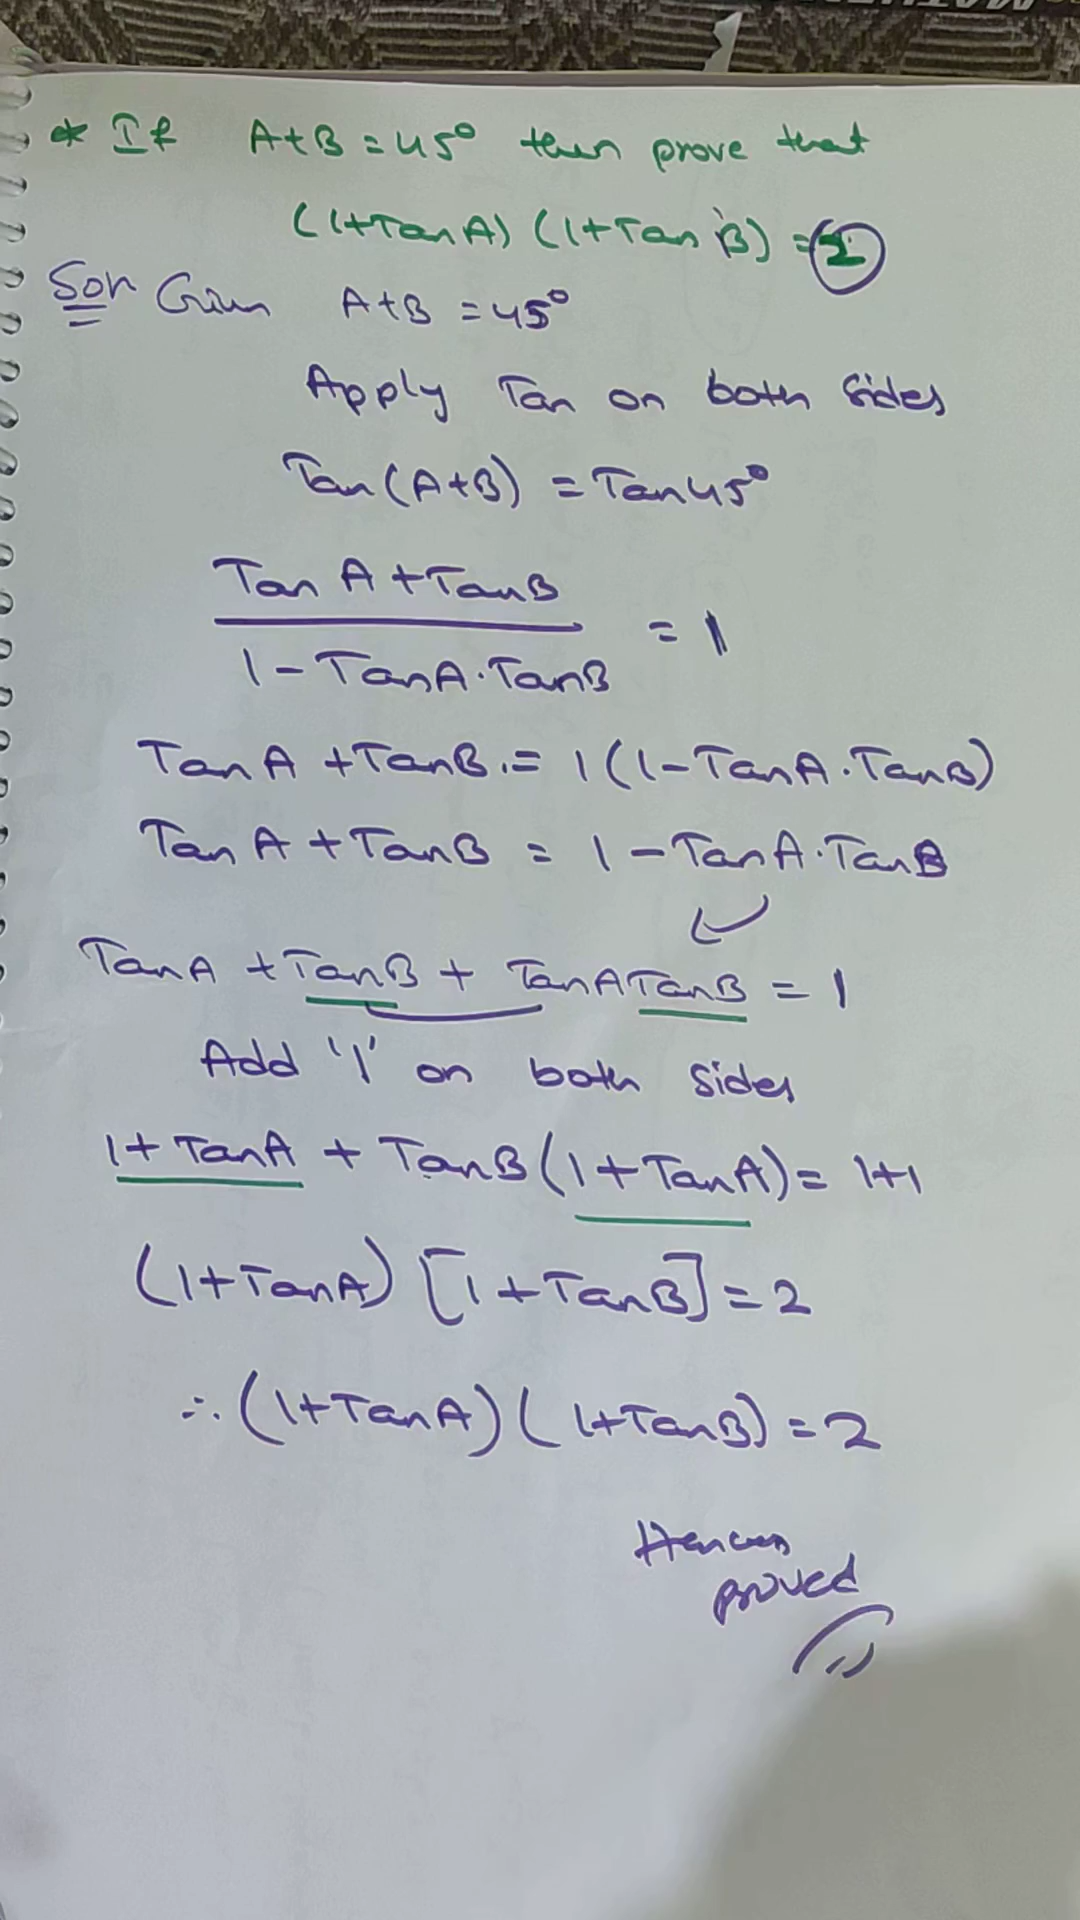 * If A+B=45° then prove that
(1+TanA) (1+Tan B) =2
Son Given A+B =45°
Apply Tan on both sides
Tan(A+B) =Tan45°
Tan A +TanB
1-TanA.TanB
=1
Tan A +TanB.= 1(1-TanA.TanB)
Tan A +TanB = 1-TanA.TanB
TanA +TanB+ TanATanB =1
Add '1' on both sides
1+TanA + TanB(1+TanA)= 1+1
(1+TanA) [1+TanB]=2
∴(1+TanA)(1+TanB)=2
Hence
proved